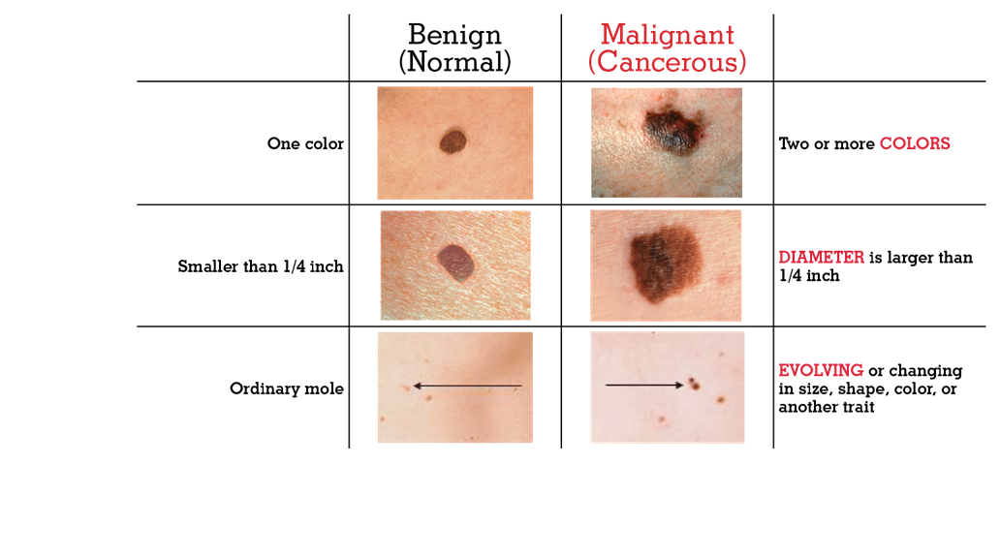 Benign
(Normal)
Malignant
(Cancerous)
One color
Two or more COLORS
Smaller than 1/4 inch
DIAMETER is larger than
1/4 inch
Ordinary mole
EVOLVING or changing
in size, shape, color, or
another trait